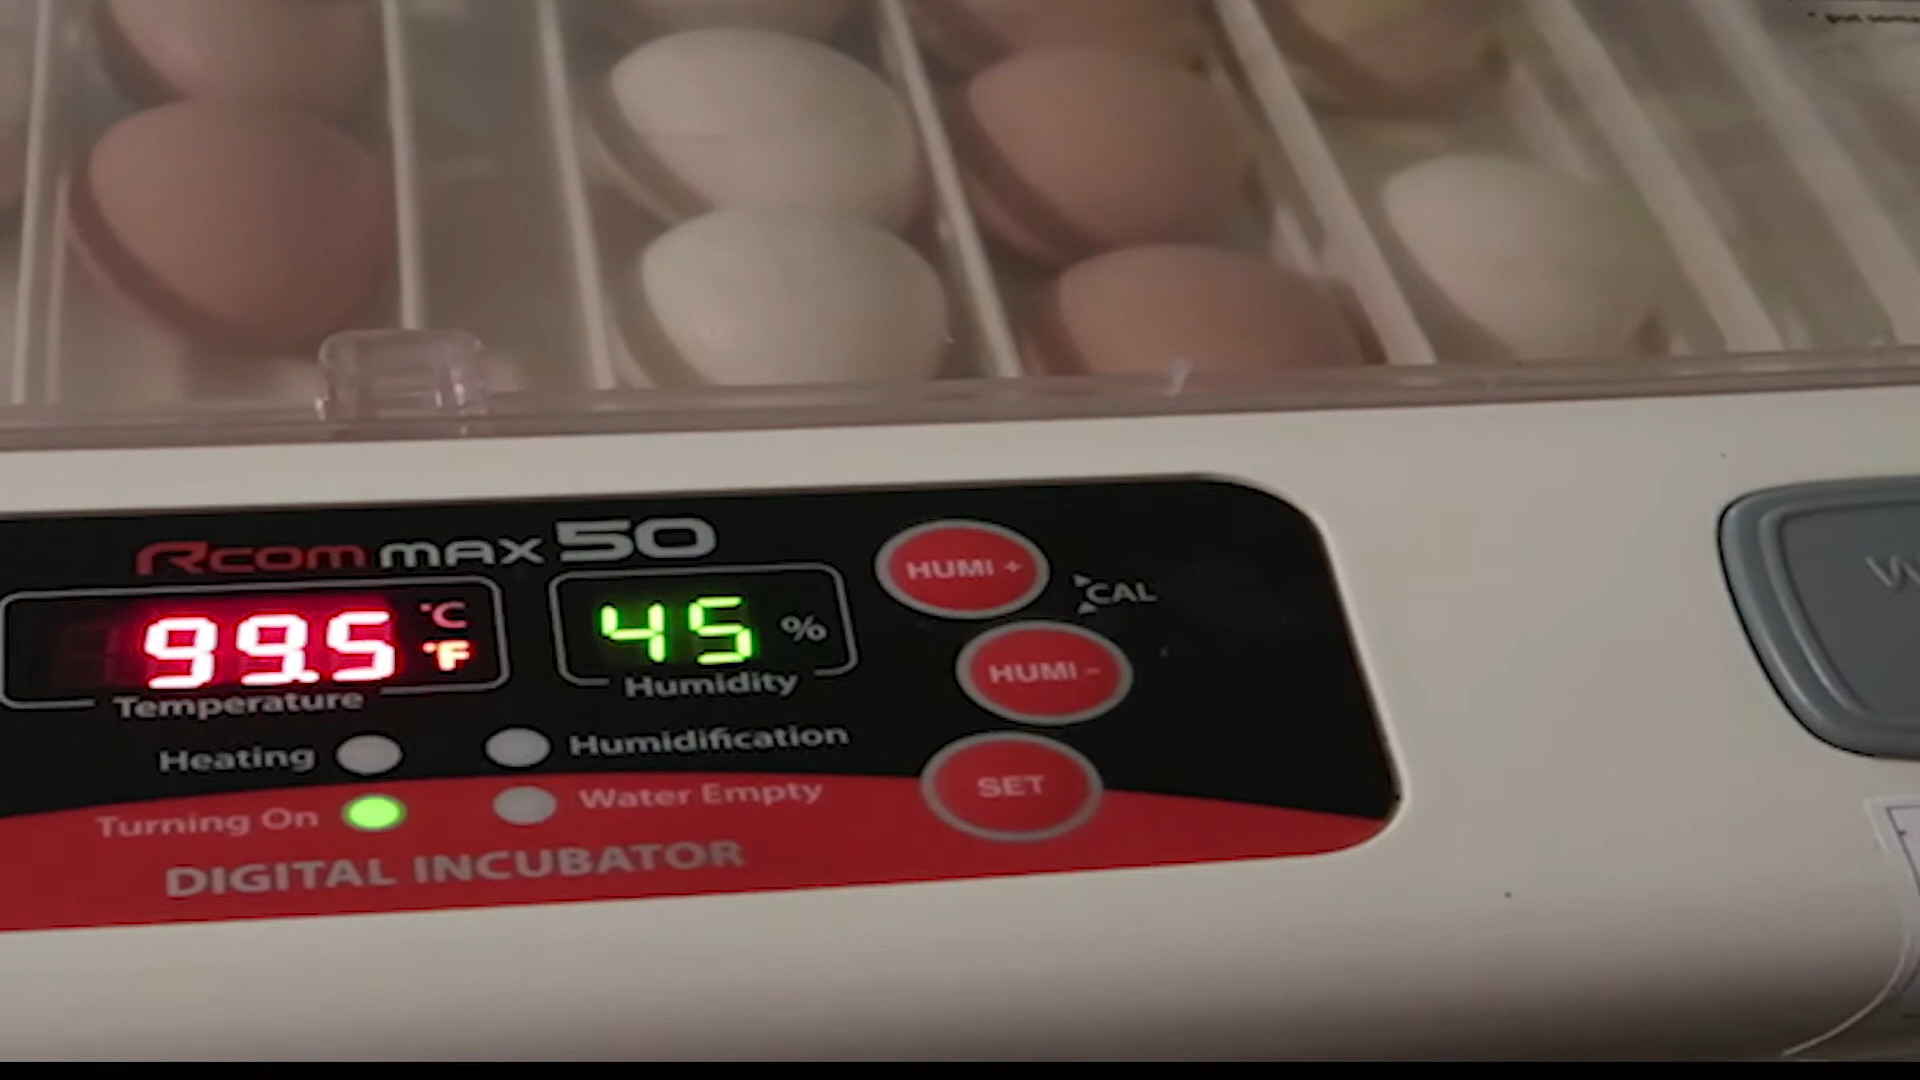 Rcom max 50
99.5 °C °F
Temperature
45 %
Humidity
HUMI +
CAL
HUMI -
Heating
Humidification
Turning On
Water Empty
SET
DIGITAL INCUBATOR